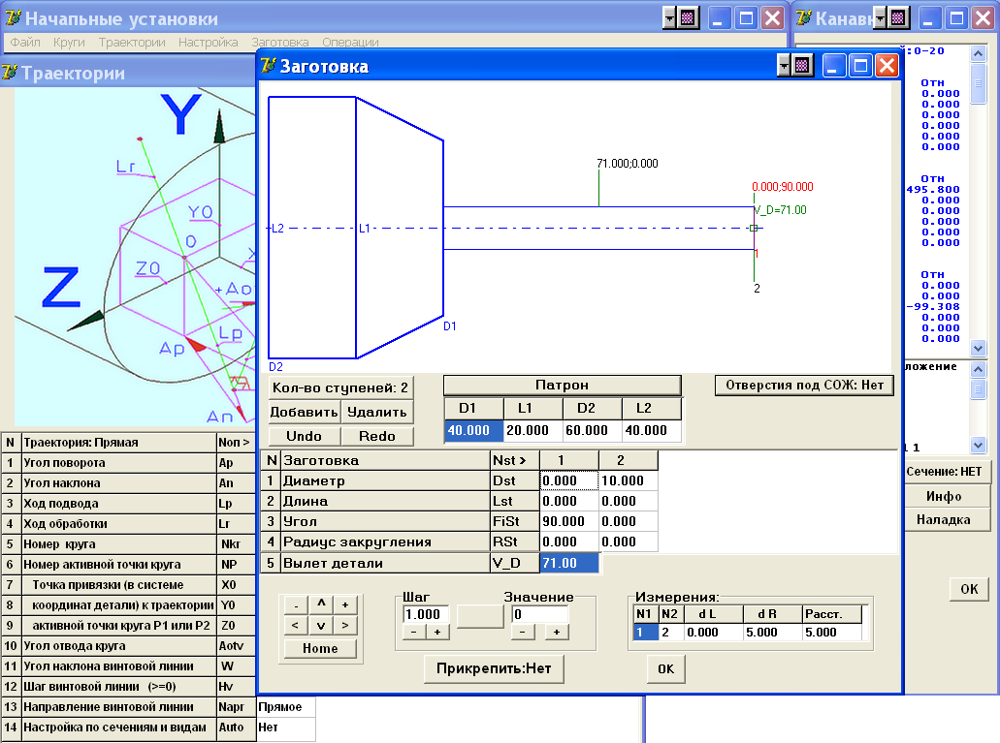 Начальные установки
Канавк
Файл Круги Траектории Настройка Заготовка Операции
Траектории
Y
Lr
Y0
O
Z0
Z
Ao
Lp
Ap
An
N Траектория: Прямая Nоп >
1 Угол поворота Ap
2 Угол наклона An
3 Ход подвода Lp
4 Ход обработки Lr
5 Номер круга Nkr
6 Номер активной точки круга NP
7 Точка привязки (в системе X0
8 координат детали) к траектории Y0
9 активной точки круга P1 или P2 Z0
10 Угол отвода круга Aotv
11 Угол наклона винтовой линии W
12 Шаг винтовой линии (>=0) Hv
13 Направление винтовой линии Napr Прямое
14 Настройка по сечениям и видам Auto Нет
Заготовка
71.000;0.000
0.000;90.000
V_D=71.00
L2
L1
1
2
D1
D2
Кол-во ступеней: 2
Добавить Удалить
Undo Redo
Патрон
D1 L1 D2 L2
40.000 20.000 60.000 40.000
Отверстия под СОЖ: Нет
N Заготовка Nst > 1 2
1 Диаметр Dst 0.000 10.000
2 Длина Lst 0.000 0.000
3 Угол FiSt 90.000 0.000
4 Радиус закругления RSt 0.000 0.000
5 Вылет детали V_D 71.00
- ^ +
< v >
Home
Шаг
1.000
- +
Значение
0
- +
Измерения:
N1 N2 d L d R Расст.
1 2 0.000 5.000 5.000
Прикрепить:Нет
OK
:0-20
Отн
0.000
0.000
0.000
0.000
0.000
0.000
Отн
495.800
0.000
0.000
0.000
0.000
0.000
Отн
0.000
0.000
-99.308
0.000
0.000
0.000
ложение
1 1
Сечение: НЕТ
Инфо
Наладка
OK